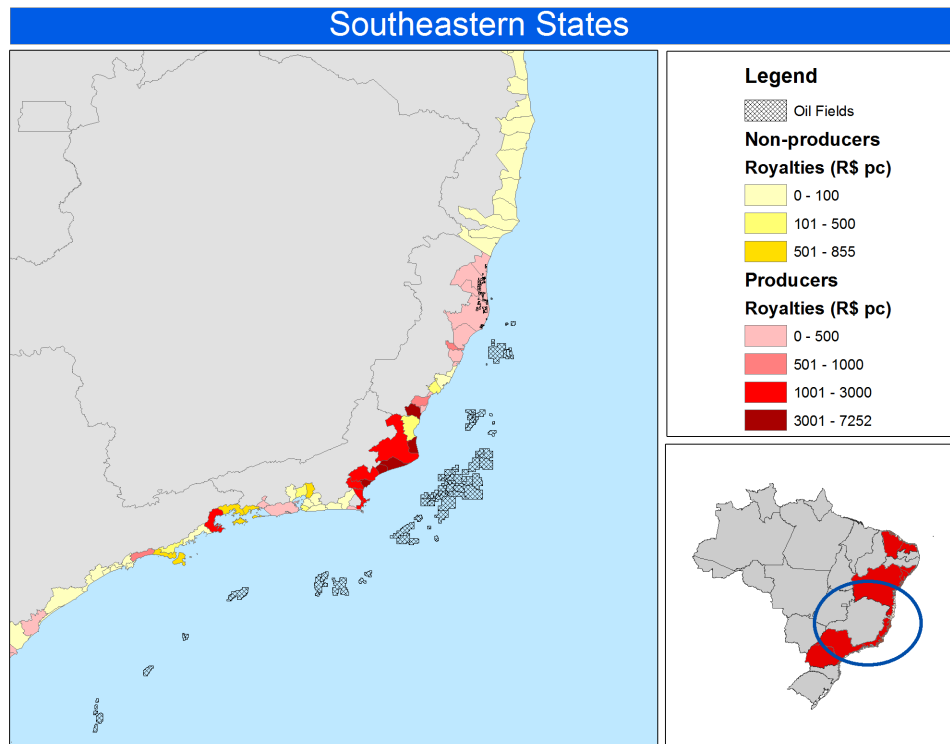 Southeastern States
Legend
Oil Fields
Non-producers
Royalties (R$ pc)
0 - 100
101 - 500
501 - 855
Producers
Royalties (R$ pc)
0 - 500
501 - 1000
1001 - 3000
3001 - 7252